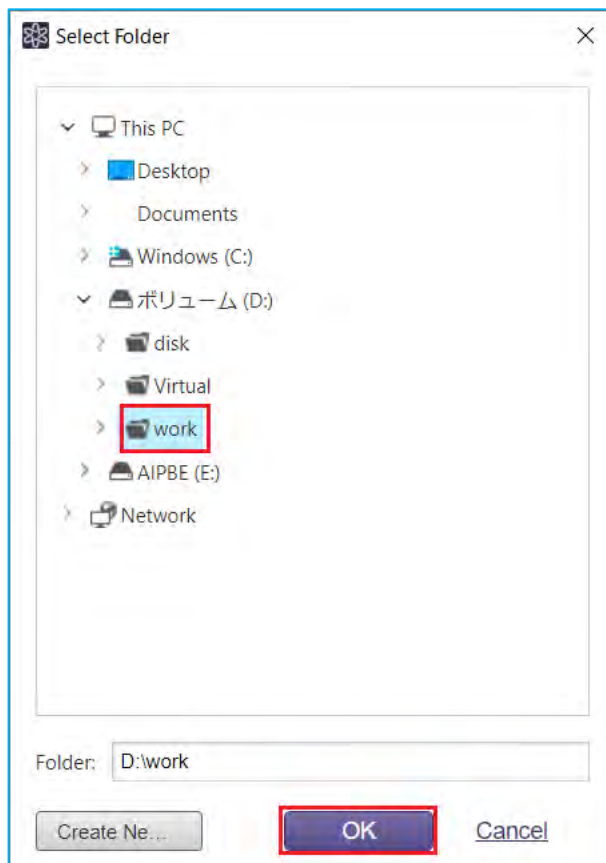 Select Folder
This PC
Desktop
Documents
Windows (C:)
ボリューム (D:)
disk
Virtual
work
AIPBE (E:)
Network
Folder: D:\work
Create Ne... OK Cancel